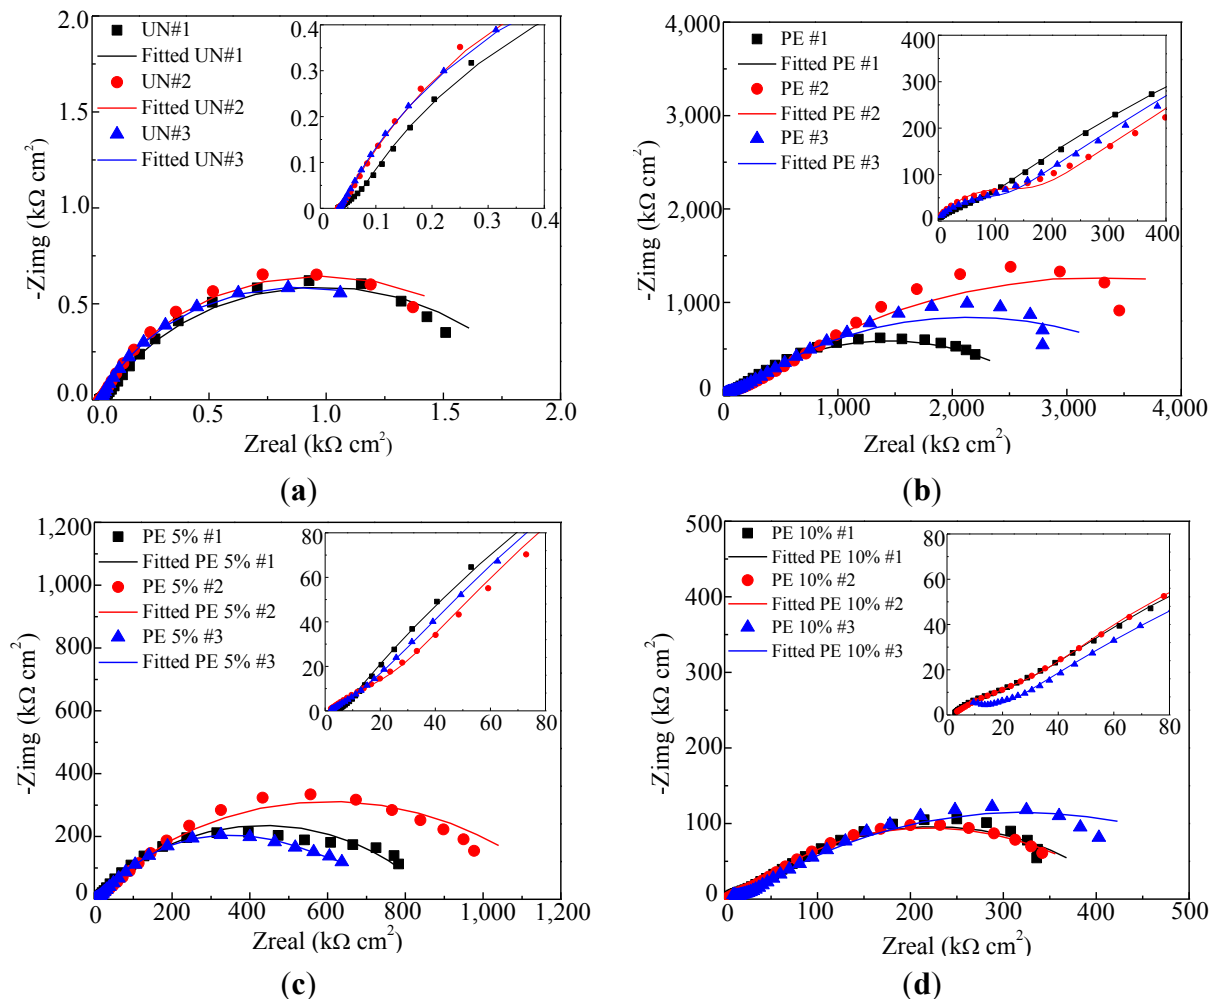 2.0
1.5
1.0
0.5
0.0
-Zimg (kΩ cm²)
UN#1
Fitted UN#1
UN#2
Fitted UN#2
UN#3
Fitted UN#3
0.4
0.3
0.2
0.1
0.0
0 0.1 0.2 0.3 0.4
0.0 0.5 1.0 1.5 2.0
Zreal (kΩ cm²)
(a)
4,000
3,000
2,000
1,000
0
-Zimg (kΩ cm²)
PE #1
Fitted PE #1
PE #2
Fitted PE #2
PE #3
Fitted PE #3
400
300
200
100
0
0 100 200 300 400
0 1,000 2,000 3,000 4,000
Zreal (kΩ cm²)
(b)
1,200
1,000
800
600
400
200
0
-Zimg (kΩ cm²)
PE 5% #1
Fitted PE 5% #1
PE 5% #2
Fitted PE 5% #2
PE 5% #3
Fitted PE 5% #3
80
60
40
20
0
0 20 40 60 80
0 200 400 600 800 1,000 1,200
Zreal (kΩ cm²)
(c)
500
400
300
200
100
0
-Zimg (kΩ cm²)
PE 10% #1
Fitted PE 10% #1
PE 10% #2
Fitted PE 10% #2
PE 10% #3
Fitted PE 10% #3
80
60
40
20
0
0 20 40 60 80
0 100 200 300 400 500
Zreal (kΩ cm²)
(d)